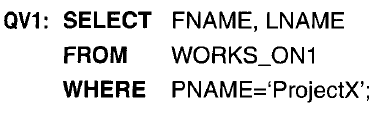 QV1: SELECT FNAME, LNAME
FROM WORKS_ON1
WHERE PNAME=‘ProjectX’;